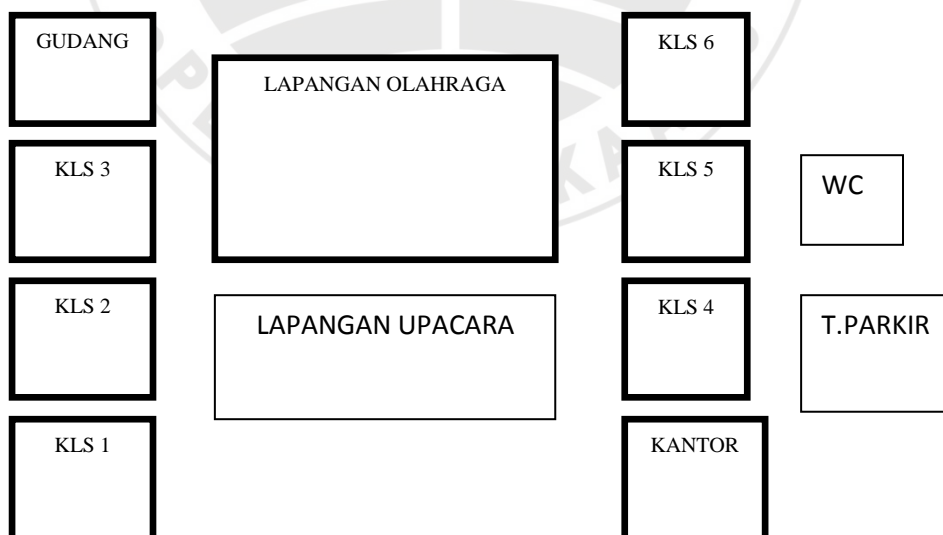 GUDANG
LAPANGAN OLAHRAGA
KLS 6
KLS 3
KLS 5
WC
KLS 2
LAPANGAN UPACARA
KLS 4
T.PARKIR
KLS 1
KANTOR